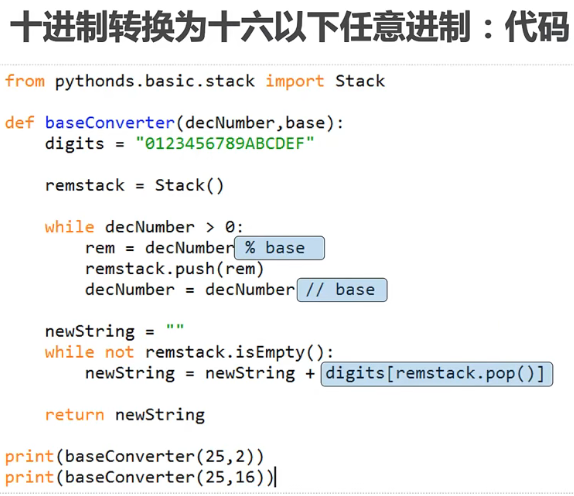 十进制转换为十六以下任意进制：代码
from pythonds.basic.stack import Stack
def baseConverter(decNumber,base):
    digits = "0123456789ABCDEF"
    remstack = Stack()
    while decNumber > 0:
        rem = decNumber % base
        remstack.push(rem)
        decNumber = decNumber // base
    newString = ""
    while not remstack.isEmpty():
        newString = newString + digits[remstack.pop()]
    return newString
print(baseConverter(25,2))
print(baseConverter(25,16))